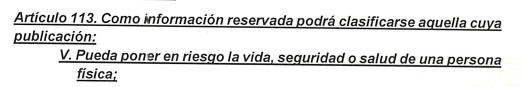 Artículo 113. Como información reservada podrá clasificarse aquella cuya
publicación:
V. Pueda poner en riesgo la vida, seguridad o salud de una persona
física;